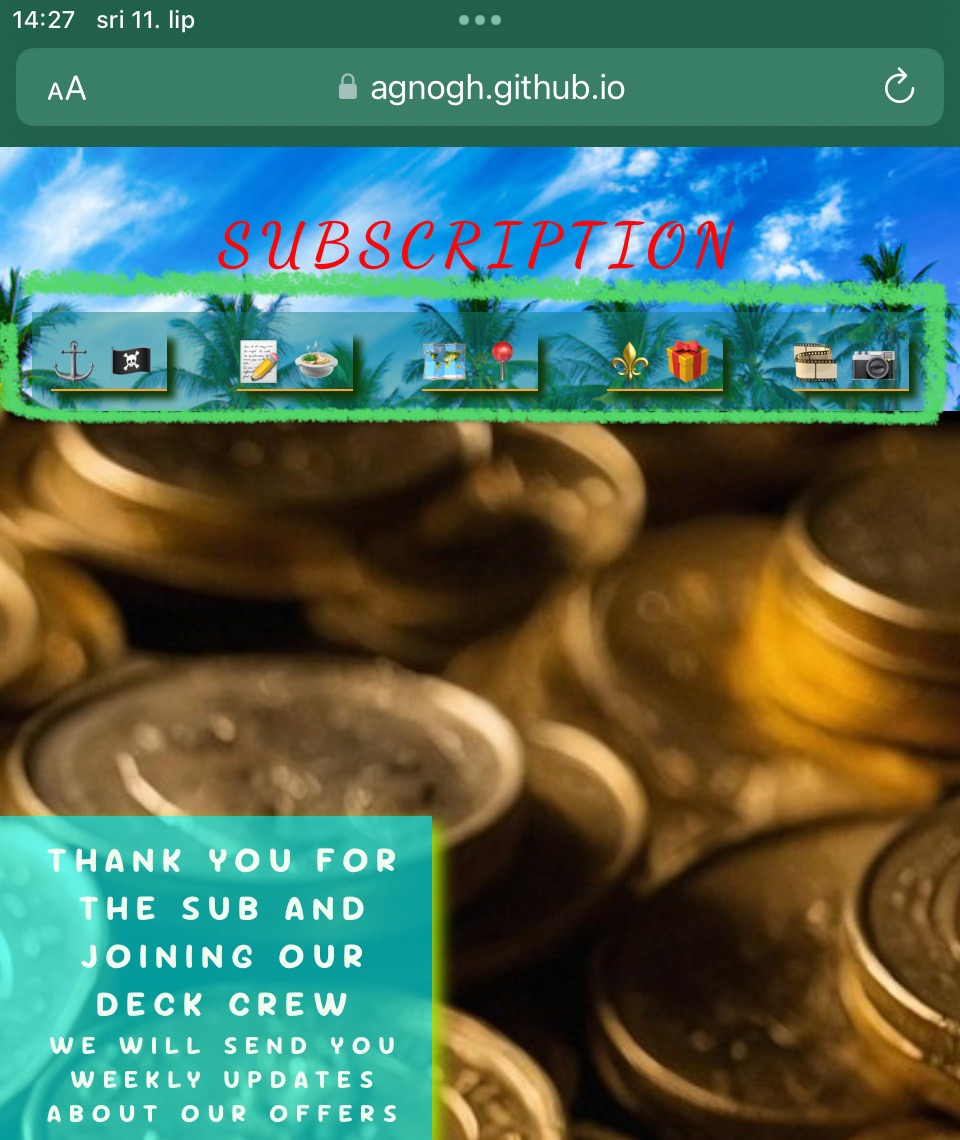 14:27 sri 11. lip
AA agnogh.github.io
SUBSCRIPTION
THANK YOU FOR
THE SUB AND
JOINING OUR
DECK CREW
WE WILL SEND YOU
WEEKLY UPDATES
ABOUT OUR OFFERS